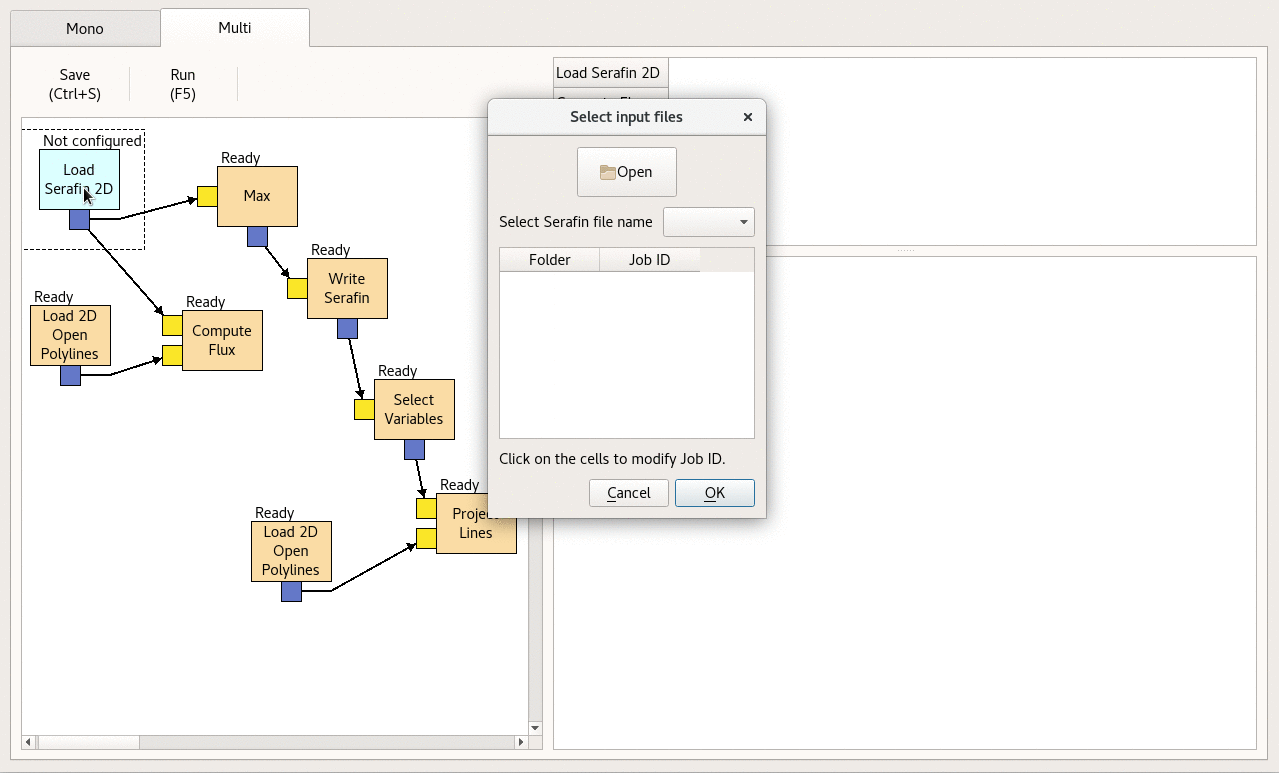 Mono
Multi
Save
(Ctrl+S)
Run
(F5)
Load Serafin 2D
Not configured
Load
Serafin 2D
Ready
Max
Ready
Write
Serafin
Ready
Load 2D
Open
Polylines
Ready
Compute
Flux
Ready
Select
Variables
Ready
Project
Lines
Ready
Load 2D
Open
Polylines
Select input files
Open
Select Serafin file name
Folder
Job ID
Click on the cells to modify Job ID.
Cancel
OK